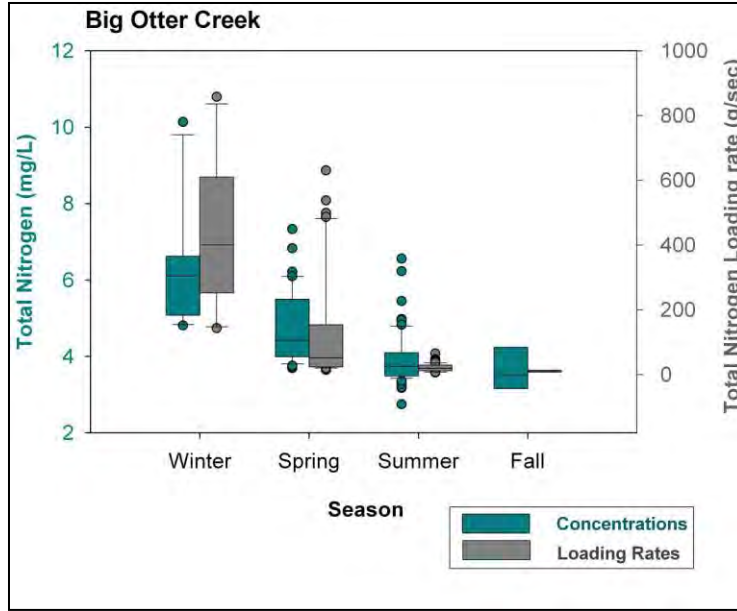 Big Otter Creek
Total Nitrogen (mg/L)
12
10
8
6
4
2
1000
800
600
400
200
0
Total Nitrogen Loading rate (g/sec)
Winter
Spring
Summer
Fall
Season
Concentrations
Loading Rates